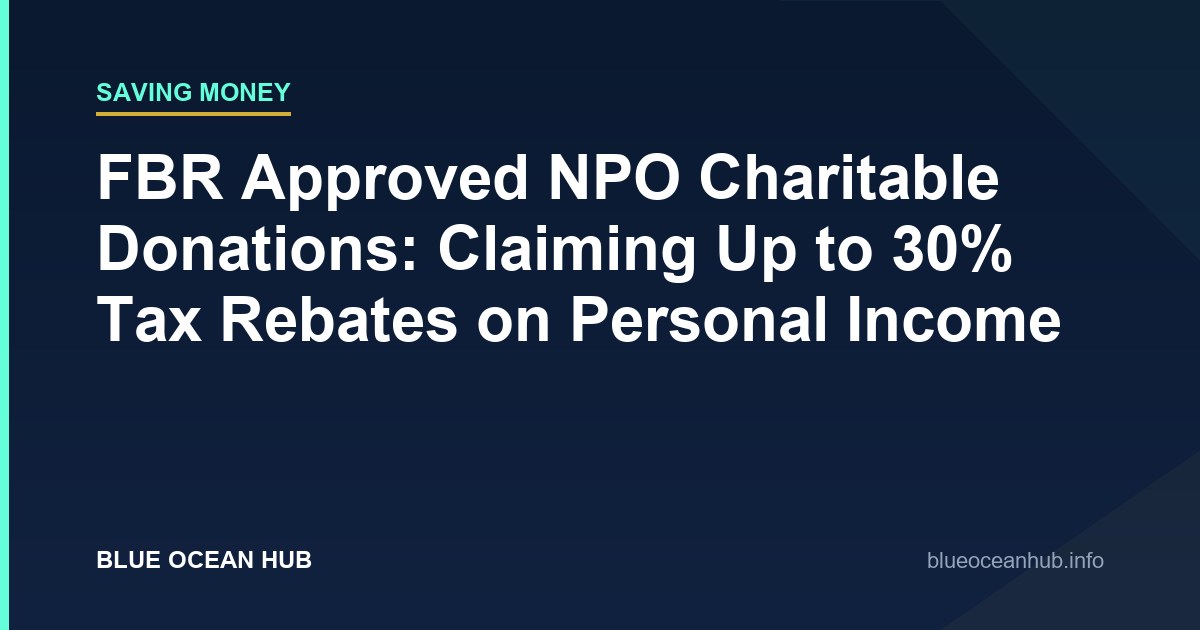 SAVING MONEY
FBR Approved NPO Charitable
Donations: Claiming Up to 30%
Tax Rebates on Personal Income
BLUE OCEAN HUB
blueoceanhub.info